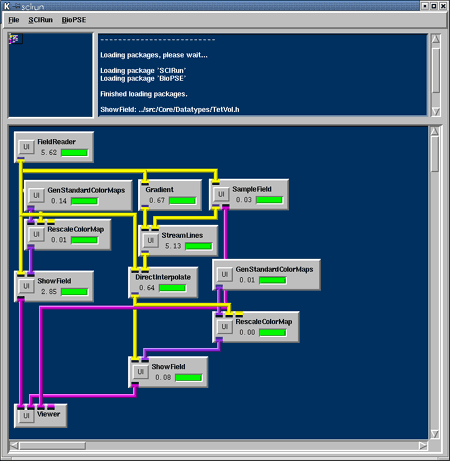 scirun
File SCIRun BioPSE
Loading packages, please wait...
Loading package 'SCIRun'
Loading package 'BioPSE'
Finished loading packages.
ShowField: ../src/Core/Datatypes/TetVol.h
UI FieldReader
5.62
UI GenStandardColorMaps
0.14
Gradient
0.67
UI SampleField
0.03
UI RescaleColorMap
0.01
UI StreamLines
5.13
UI ShowField
2.85
DirectInterpolate
0.64
UI GenStandardColorMaps
0.01
UI RescaleColorMap
0.00
UI ShowField
0.08
UI Viewer